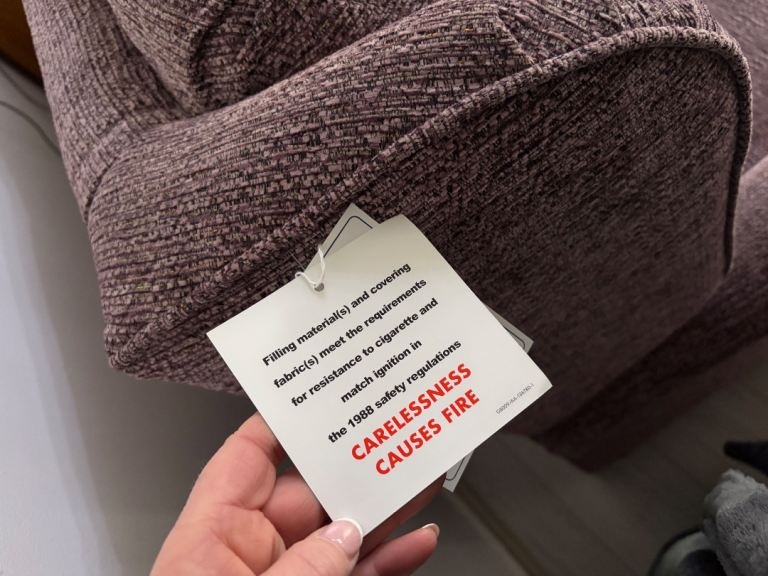 Filling material(s) and covering
fabric(s) meet the requirements
for resistance to cigarette and
match ignition in
the 1988 safety regulations
CARELESSNESS
CAUSES FIRE